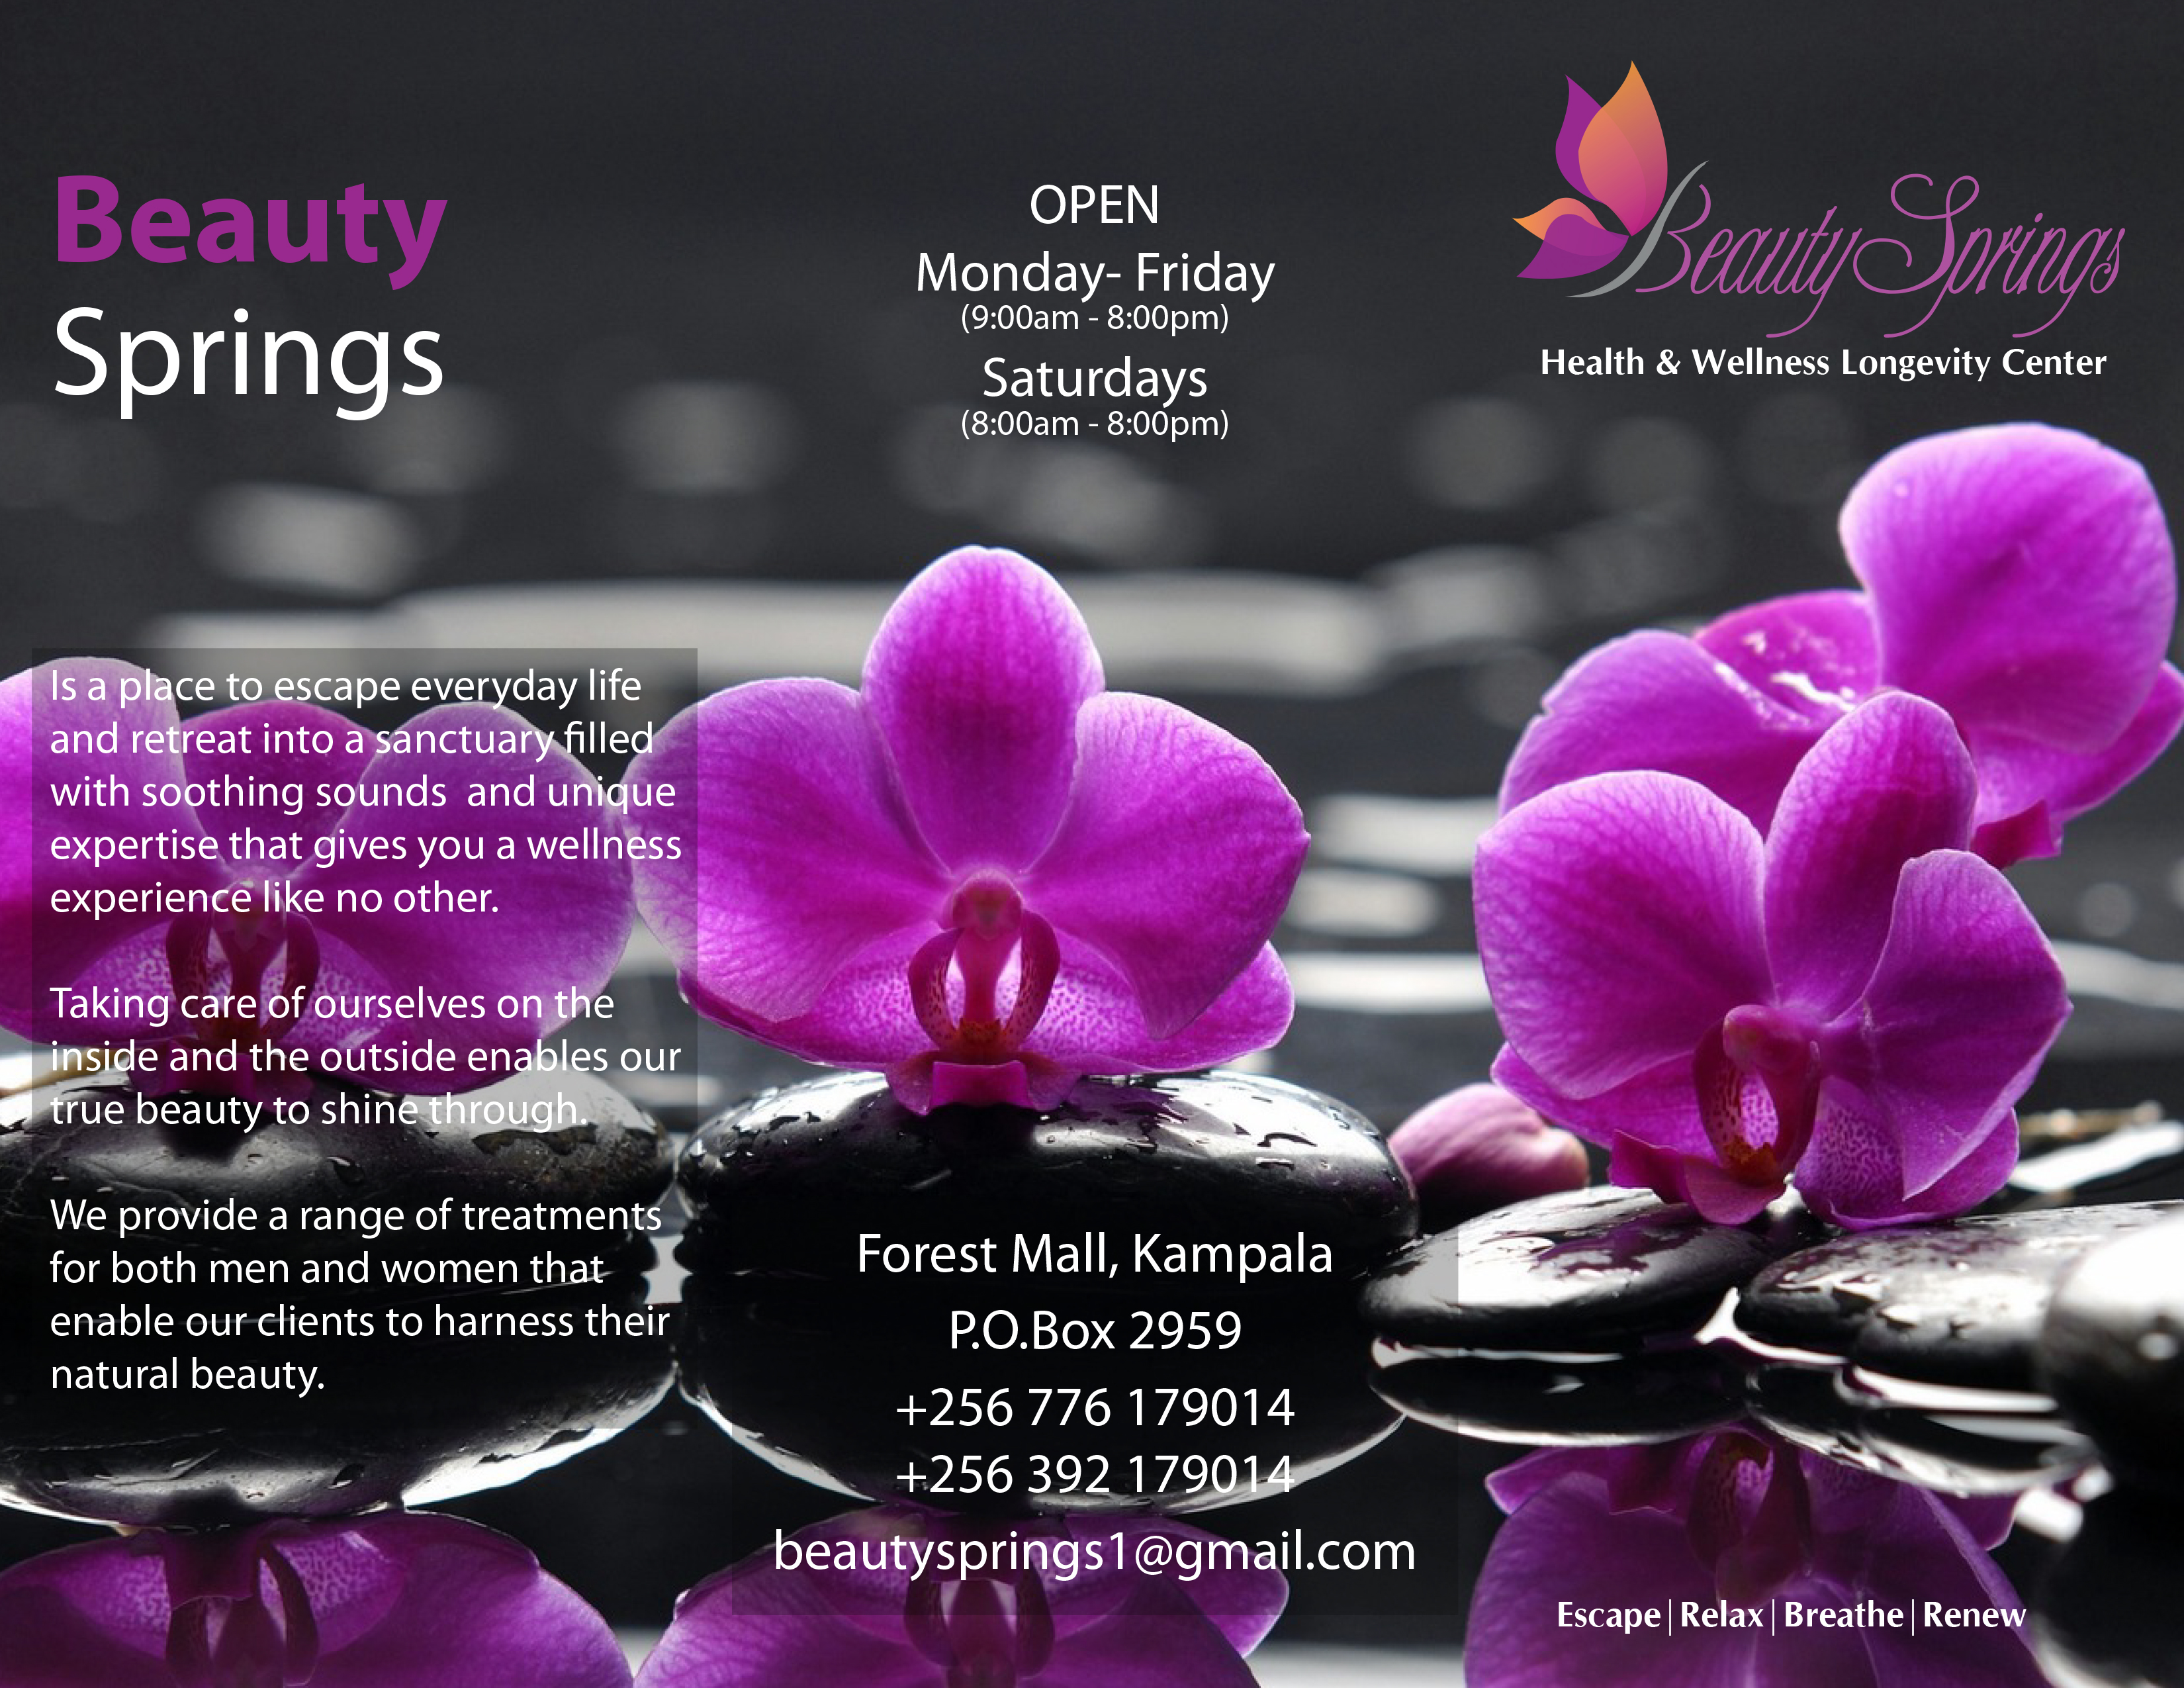 Beauty
Springs
Is a place to escape everyday life
and retreat into a sanctuary filled
with soothing sounds  and unique
expertise that gives you a wellness
experience like no other.
Taking care of ourselves on the
inside and the outside enables our
true beauty to shine through.
We provide a range of treatments
for both men and women that
enable our clients to harness their
natural beauty.
OPEN
Monday- Friday
(9:00am - 8:00pm)
Saturdays
(8:00am - 8:00pm)
Forest Mall, Kampala
P.O.Box 2959
+256 776 179014
+256 392 179014
beautysprings1@gmail.com
Beauty Springs
Health & Wellness Longevity Center
Escape|Relax|Breathe|Renew